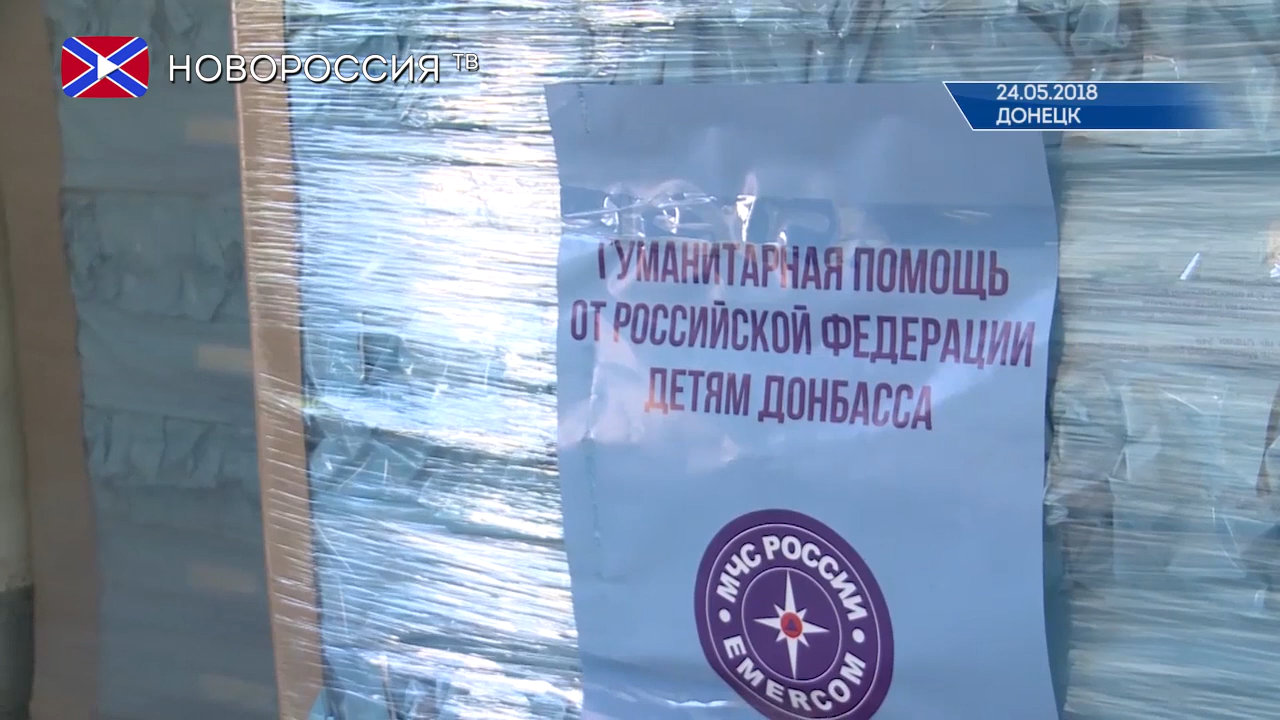 НОВОРОССИЯ ТВ
24.05.2018
ДОНЕЦК
ГУМАНИТАРНАЯ ПОМОЩЬ
ОТ РОССИЙСКОЙ ФЕДЕРАЦИИ
ДЕТЯМ ДОНБАССА
МЧС РОССИИ
EMERCOM